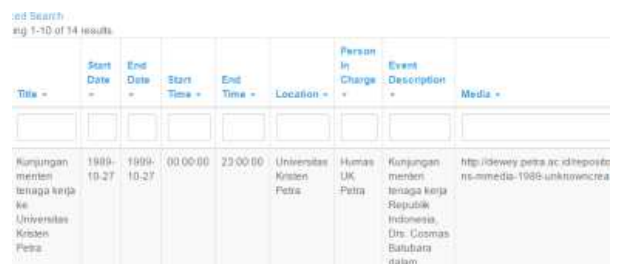 ed Search
ng 1-10 of 14 results.
Title
Start Date
End Date
Start Time
End Time
Location
Person In Charge
Event Description
Media
Kunjungan menteri tenaga kerja ke Universitas Kristen Petra
1989-10-27
1999-10-27
00:00:00
23:00:00
Universitas Kristen Petra
Humas UK Petra
Kunjungan menteri tenaga kerja Republik Indonesia, Drs. Cosmas Batubara dalam
http://dewey.petra.ac.id/reposito
ns-mmedia-1989-unknowncrea